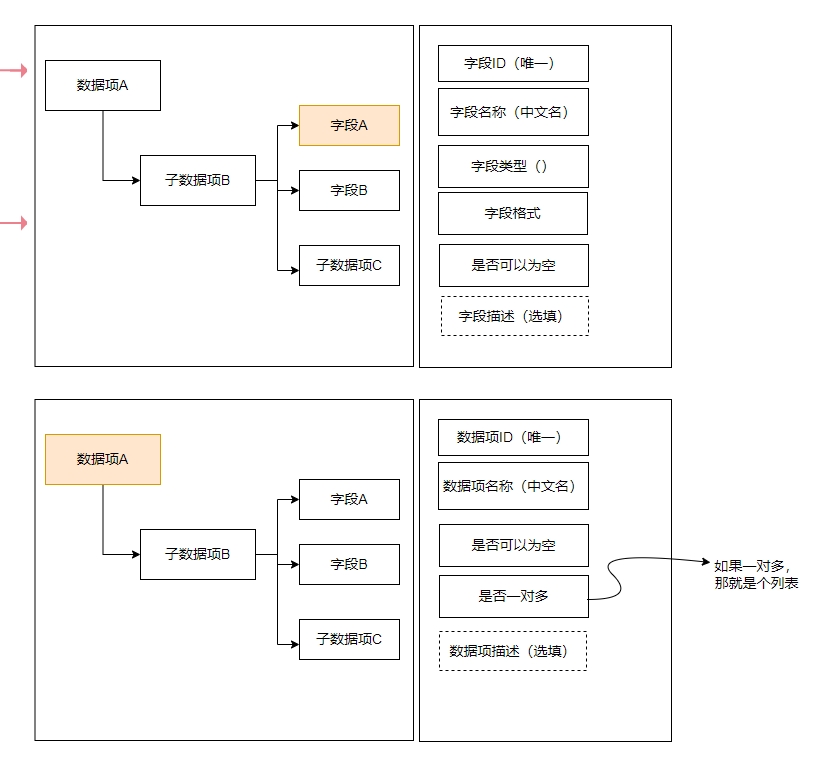 数据项A
子数据项B
字段A
字段B
子数据项C
字段ID（唯一）
字段名称（中文名）
字段类型（）
字段格式
是否可以为空
字段描述（选填）
数据项A
子数据项B
字段A
字段B
子数据项C
数据项ID（唯一）
数据项名称（中文名）
是否可以为空
是否一对多
数据项描述（选填）
如果一对多，
那就是个列表